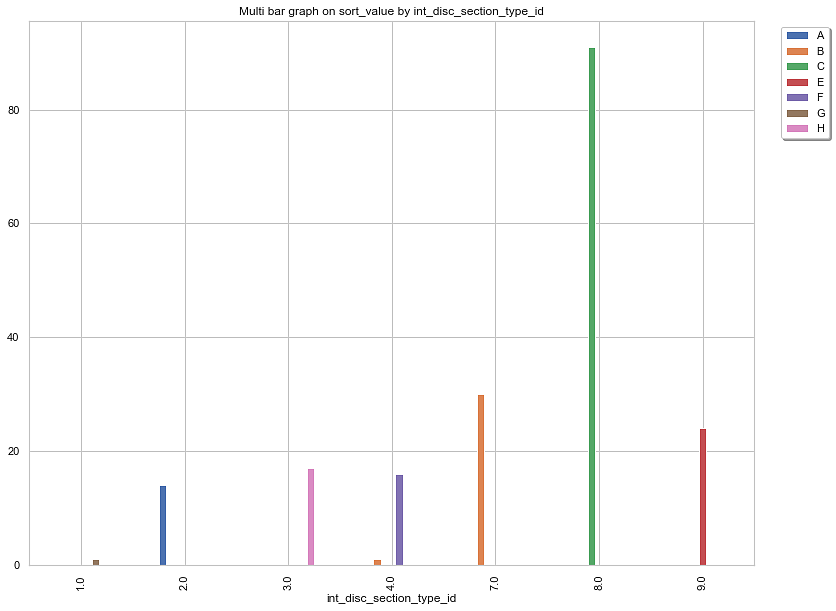 Multi bar graph on sort_value by int_disc_section_type_id
A
B
C
E
F
G
H
80
60
40
20
0
1.0
2.0
3.0
4.0
7.0
8.0
9.0
int_disc_section_type_id